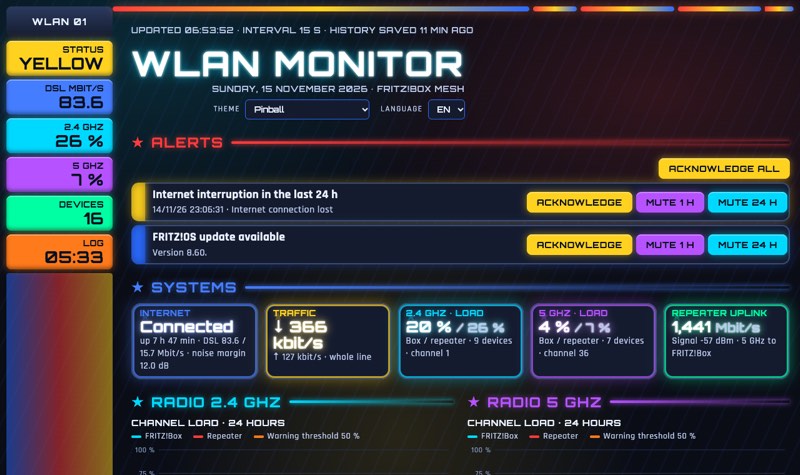 WLAN 01
STATUS
YELLOW
DSL MBIT/S
83.6
2.4 GHZ
26 %
5 GHZ
7 %
DEVICES
16
LOG
05:33
UPDATED 06:53:52 · INTERVAL 15 S · HISTORY SAVED 11 MIN AGO
WLAN MONITOR
SUNDAY, 15 NOVEMBER 2026 · FRITZ!BOX MESH
THEME Pinball LANGUAGE EN
★ ALERTS
ACKNOWLEDGE ALL
Internet interruption in the last 24 h
14/11/26 23:06:31 · Internet connection lost
ACKNOWLEDGE MUTE 1 H MUTE 24 H
FRITZ!OS update available
Version 8.60.
ACKNOWLEDGE MUTE 1 H MUTE 24 H
★ SYSTEMS
INTERNET
Connected
up 7 h 47 min · DSL 83.6 /
15.7 Mbit/s · noise margin
12.0 dB
TRAFFIC
↓ 366
kbit/s
↑ 127 kbit/s · whole line
2.4 GHZ · LOAD
20 % / 26 %
Box / repeater · 9 devices
· channel 1
5 GHZ · LOAD
4 % / 7 %
Box / repeater · 7 devices
· channel 36
REPEATER UPLINK
1,441 Mbit/s
Signal -57 dBm · 5 GHz to
FRITZ!Box
★ RADIO 2.4 GHZ
CHANNEL LOAD · 24 HOURS
FRITZ!Box Repeater Warning threshold 50 %
100 %
75 %
★ RADIO 5 GHZ
CHANNEL LOAD · 24 HOURS
FRITZ!Box Repeater Warning threshold 50 %
100 %
75 %